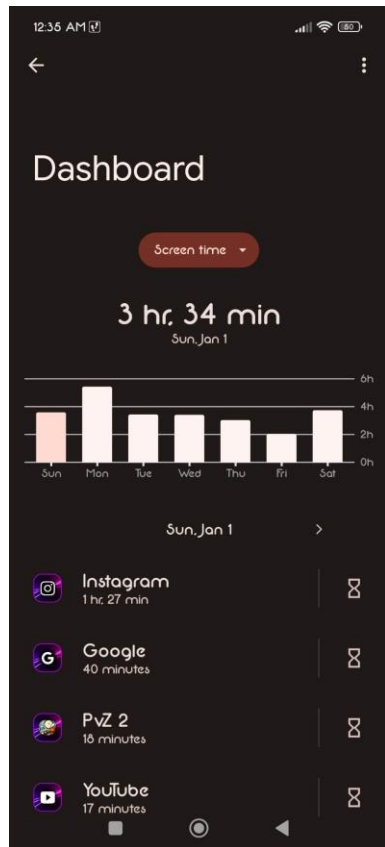 12:35 AM
50
Dashboard
Screen time
3 hr, 34 min
Sun, Jan 1
6h
4h
2h
0h
Sun Mon Tue Wed Thu Fri Sat
Sun, Jan 1
Instagram
1 hr, 27 min
Google
40 minutes
PvZ 2
18 minutes
YouTube
17 minutes